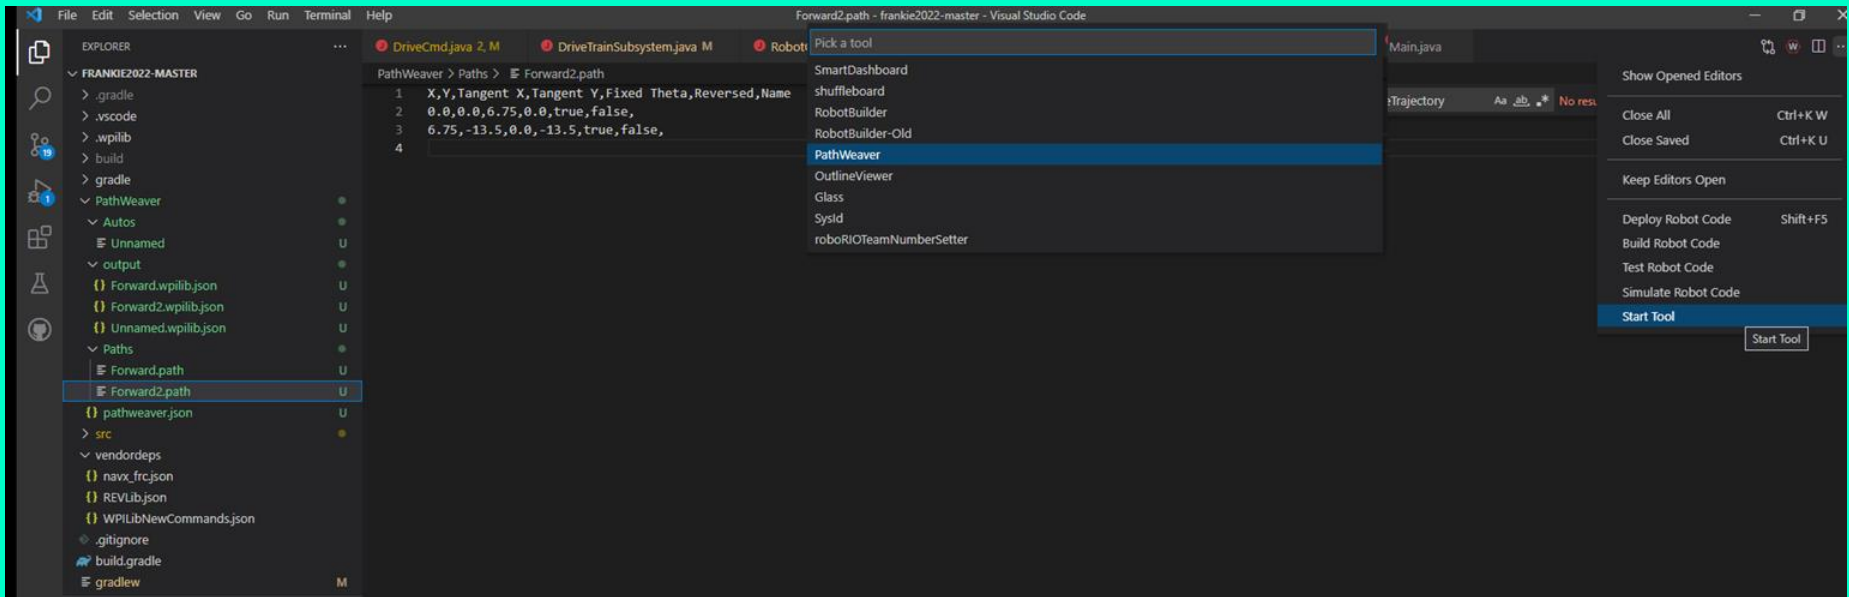 File Edit Selection View Go Run Terminal Help
Forward2.path - frankie2022-master - Visual Studio Code
EXPLORER
FRANKIE2022-MASTER
.gradle
.vscode
.wpilib
build
gradle
PathWeaver
Autos
Unnamed U
output
Forward.wpilib.json U
Forward2.wpilib.json U
Unnamed.wpilib.json U
Paths
Forward.path U
Forward2.path U
pathweaver.json U
src
vendordeps
navx_frc.json
REVLib.json
WPILibNewCommands.json
.gitignore
build.gradle
gradlew M
19
1
DriveCmd.java 2, M
DriveTrainSubsystem.java M
Robot
Main.java
PathWeaver > Paths > Forward2.path
1 X,Y,Tangent X,Tangent Y,Fixed Theta,Reversed,Name
2 0.0,0.0,6.75,0.0,true,false,
3 6.75,-13.5,0.0,-13.5,true,false,
4
Pick a tool
SmartDashboard
shuffleboard
RobotBuilder
RobotBuilder-Old
PathWeaver
OutlineViewer
Glass
SysId
roboRIOTeamNumberSetter
eTrajectory Aa ab .* No resu
Show Opened Editors
Close All Ctrl+K W
Close Saved Ctrl+K U
Keep Editors Open
Deploy Robot Code Shift+F5
Build Robot Code
Test Robot Code
Simulate Robot Code
Start Tool
Start Tool